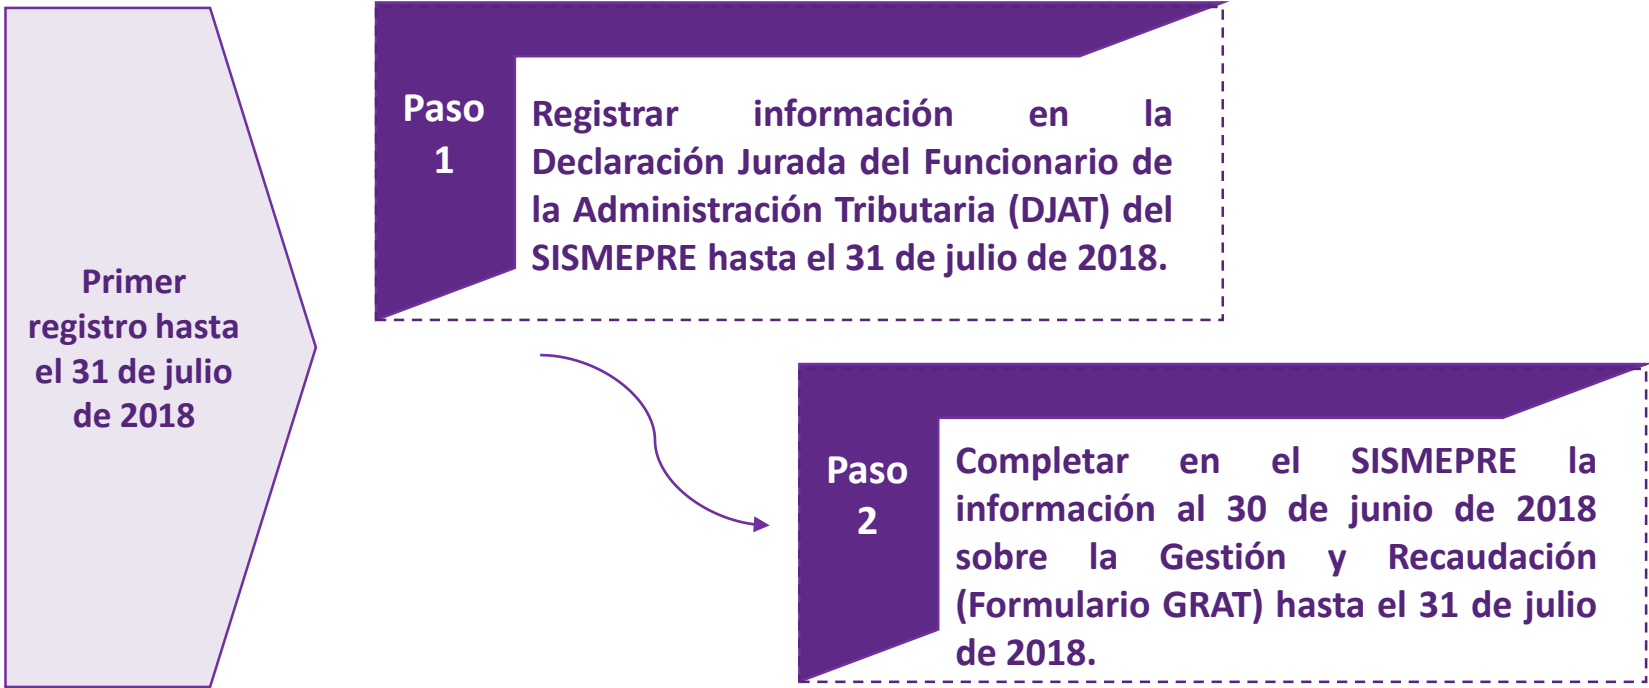 Primer
registro hasta
el 31 de julio
de 2018
Paso
1
Registrar información en la
Declaración Jurada del Funcionario de
la Administración Tributaria (DJAT) del
SISMEPRE hasta el 31 de julio de 2018.
Paso
2
Completar en el SISMEPRE la
información al 30 de junio de 2018
sobre la Gestión y Recaudación
(Formulario GRAT) hasta el 31 de julio
de 2018.